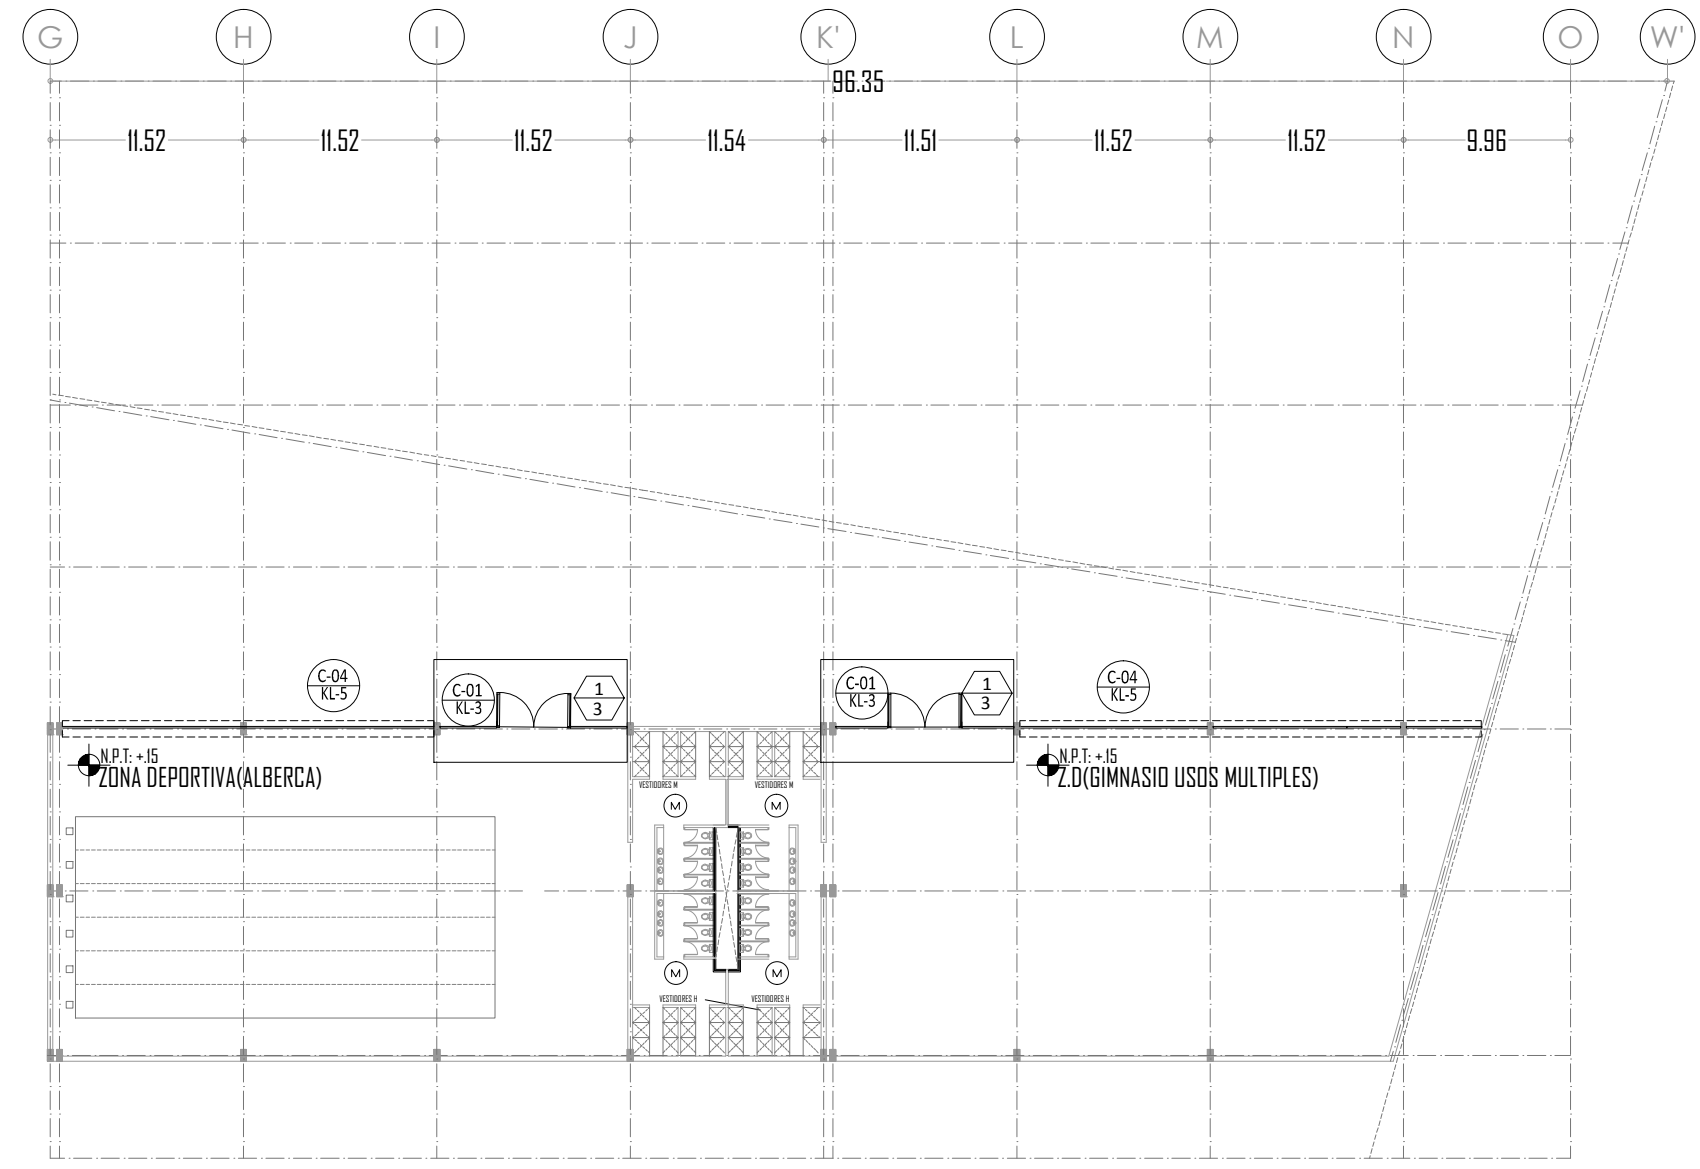 G H I J K' L M N O W'
96.35
11.52 11.52 11.52 11.54 11.51 11.52 11.52 9.96
C-04
KL-5
C-01
KL-3
1
3
C-01
KL-3
1
3
C-04
KL-5
N.P.T: +.15
ZONA DEPORTIVA(ALBERCA)
N.P.T: +.15
Z.D(GIMNASIO USOS MULTIPLES)
VESTIDORES M
VESTIDORES M
M
M
M
M
VESTIDORES H
VESTIDORES H